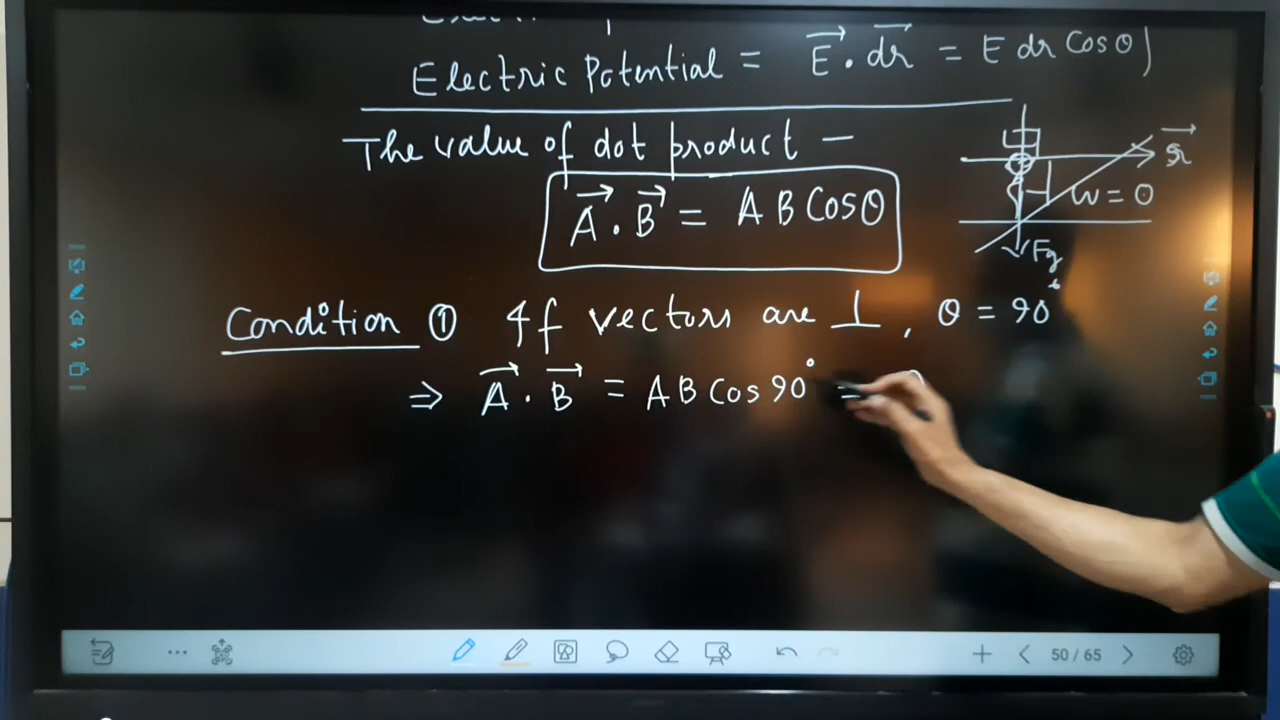 Electric Potential = E⃗ . dr⃗ = E dr Cos θ)
The value of dot product —
A⃗ . B⃗ = A B Cos θ
r⃗
W = 0
Fg
Condition ① If vectors are ⊥ , θ = 90°
⇒ A⃗ . B⃗ = A B Cos 90° =
50 / 65